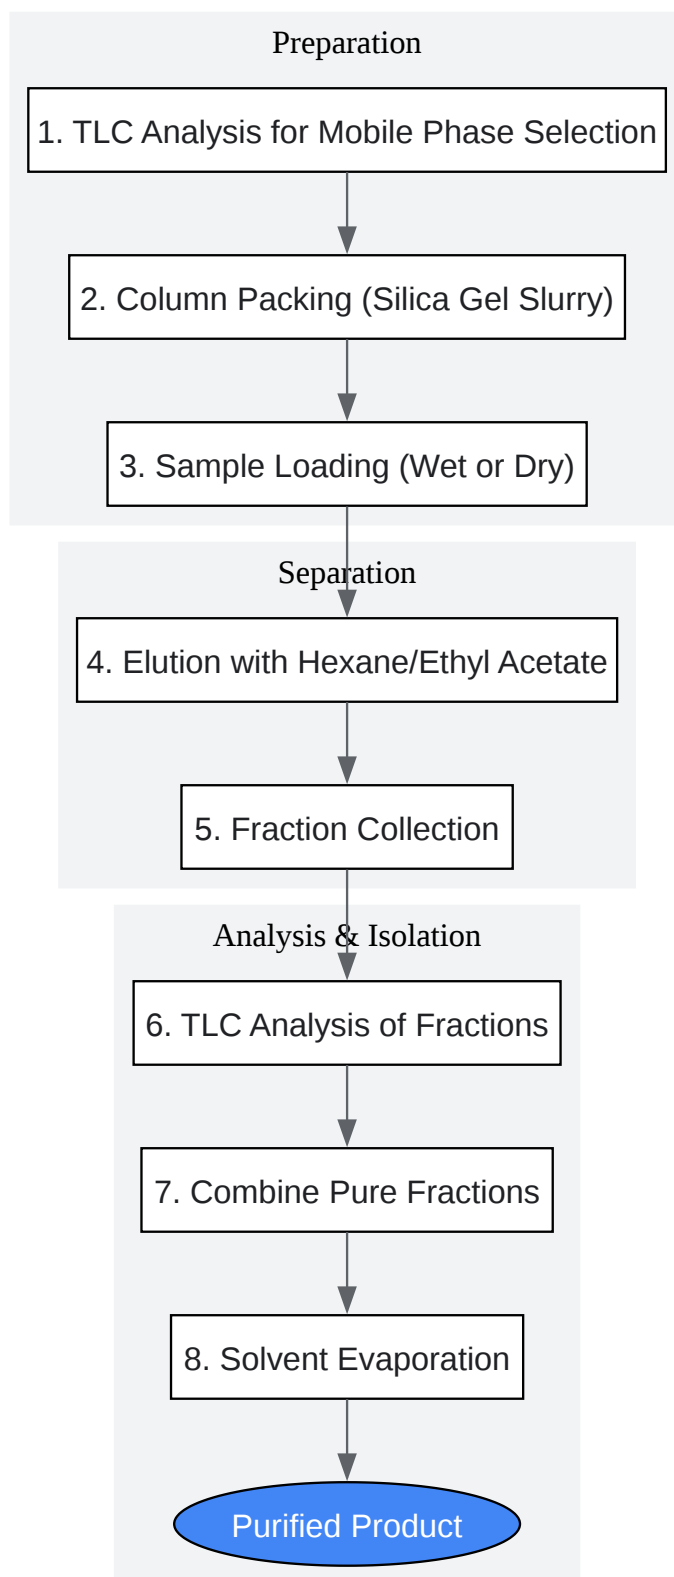 Preparation
1. TLC Analysis for Mobile Phase Selection
2. Column Packing (Silica Gel Slurry)
3. Sample Loading (Wet or Dry)
Separation
4. Elution with Hexane/Ethyl Acetate
5. Fraction Collection
Analysis & Isolation
6. TLC Analysis of Fractions
7. Combine Pure Fractions
8. Solvent Evaporation
Purified Product